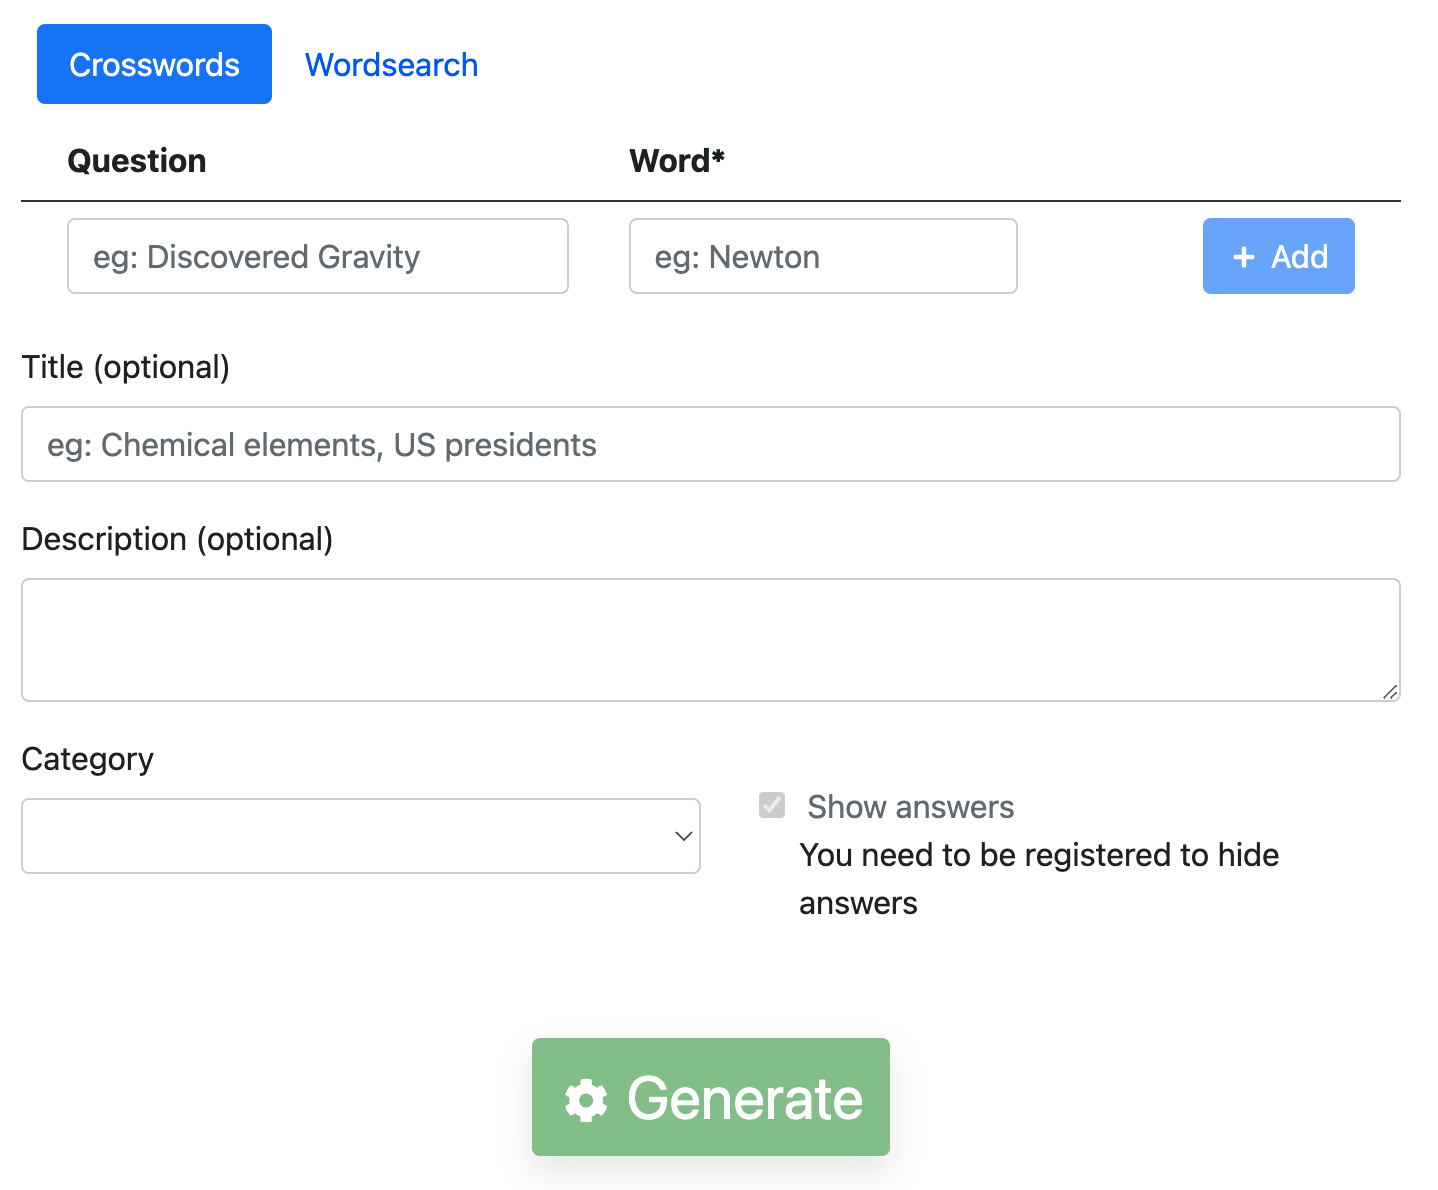 Crosswords Wordsearch
Question Word*
eg: Discovered Gravity eg: Newton + Add
Title (optional)
eg: Chemical elements, US presidents
Description (optional)
Category
Show answers
You need to be registered to hide
answers
Generate